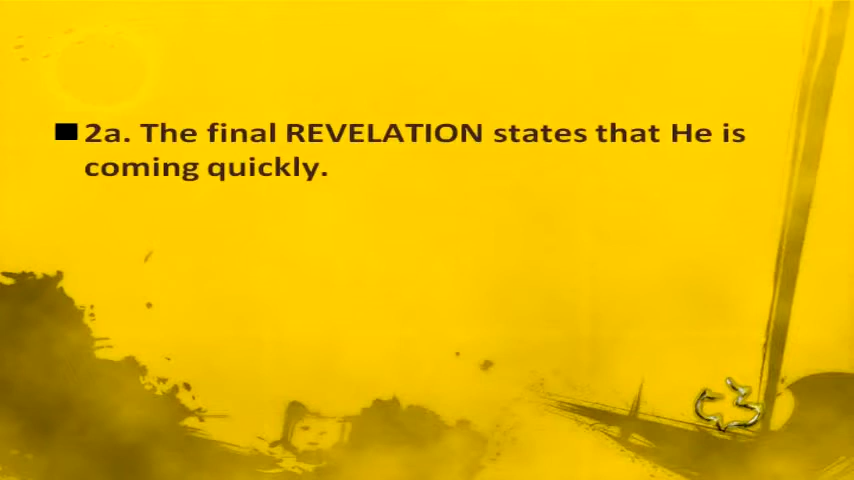 ■ 2a. The final REVELATION states that He is
coming quickly.